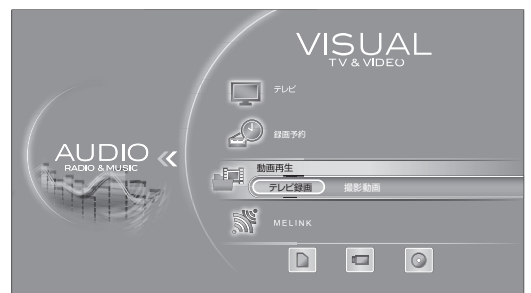 VISUAL
TV & VIDEO
テレビ
録画予約
AUDIO
RADIO & MUSIC
動画再生
テレビ録画 撮影動画
MELINK